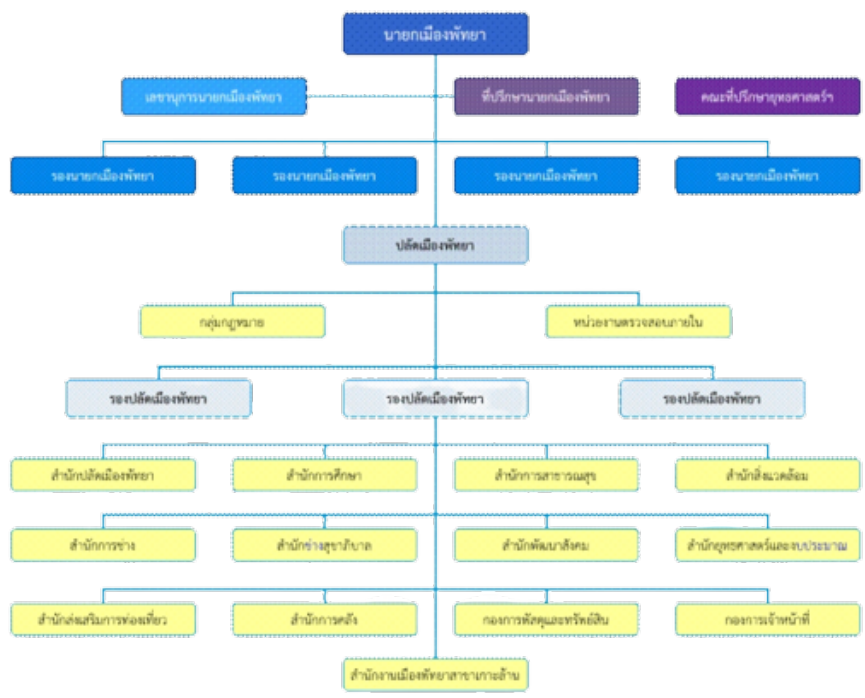 นายกเมืองพัทยา
เลขานุการนายกเมืองพัทยา
ที่ปรึกษานายกเมืองพัทยา
คณะที่ปรึกษายุทธศาสตร์ฯ
รองนายกเมืองพัทยา
รองนายกเมืองพัทยา
รองนายกเมืองพัทยา
รองนายกเมืองพัทยา
ปลัดเมืองพัทยา
กลุ่มกฎหมาย
หน่วยงานตรวจสอบภายใน
รองปลัดเมืองพัทยา
รองปลัดเมืองพัทยา
รองปลัดเมืองพัทยา
สำนักปลัดเมืองพัทยา
สำนักการศึกษา
สำนักการสาธารณสุข
สำนักสิ่งแวดล้อม
สำนักการช่าง
สำนักช่างสุขาภิบาล
สำนักพัฒนาสังคม
สำนักยุทธศาสตร์และงบประมาณ
สำนักส่งเสริมการท่องเที่ยว
สำนักการคลัง
กองการพัสดุและทรัพย์สิน
กองการเจ้าหน้าที่
สำนักงานเมืองพัทยาสาขาเกาะล้าน